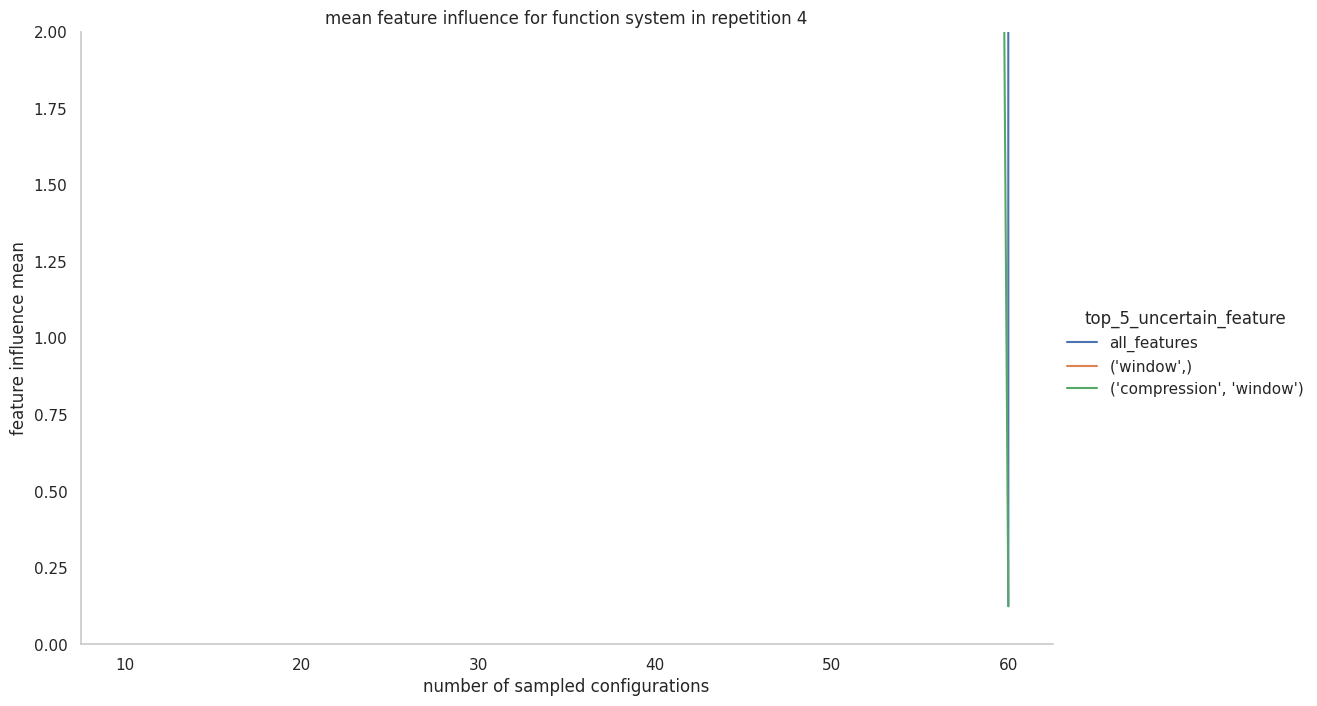 mean feature influence for function system in repetition 4
2.00
1.75
1.50
1.25
1.00
0.75
0.50
0.25
0.00
feature influence mean
10 20 30 40 50 60
number of sampled configurations
top_5_uncertain_feature
all_features
('window',)
('compression', 'window')